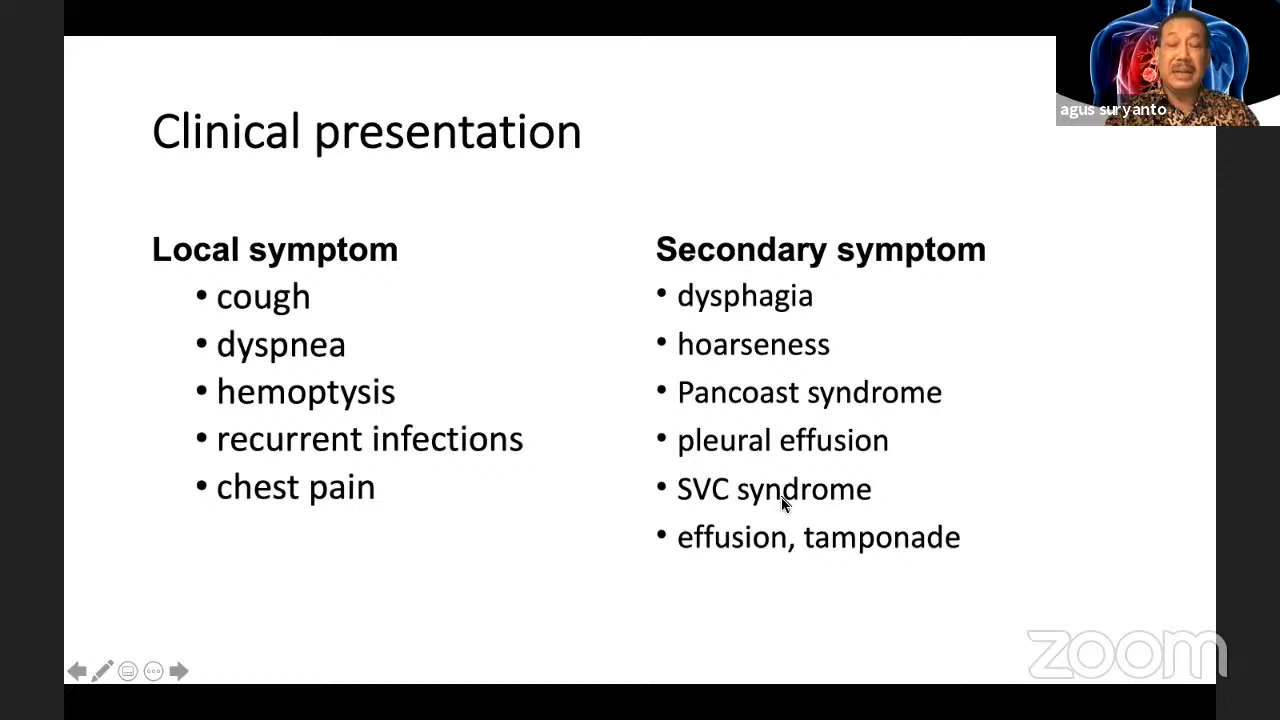 agus suryanto
Clinical presentation
Local symptom
• cough
• dyspnea
• hemoptysis
• recurrent infections
• chest pain
Secondary symptom
• dysphagia
• hoarseness
• Pancoast syndrome
• pleural effusion
• SVC syndrome
• effusion, tamponade
zoom